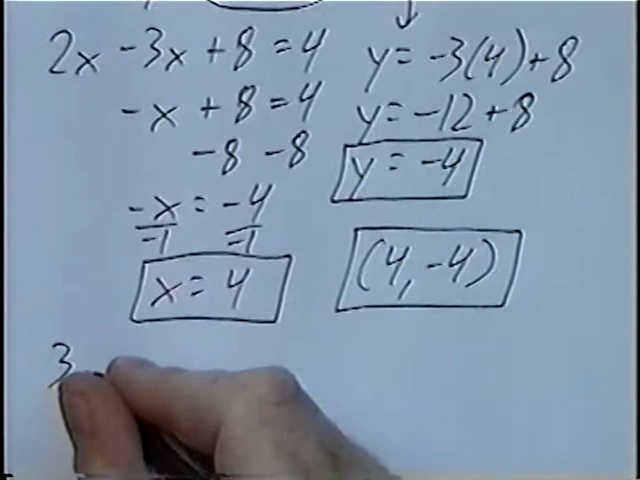 2x - 3x + 8 = 4
-x + 8 = 4
-8 -8
-x = -4
-1 -1
x = 4
y = -3(4) + 8
y = -12 + 8
y = -4
(4, -4)
3